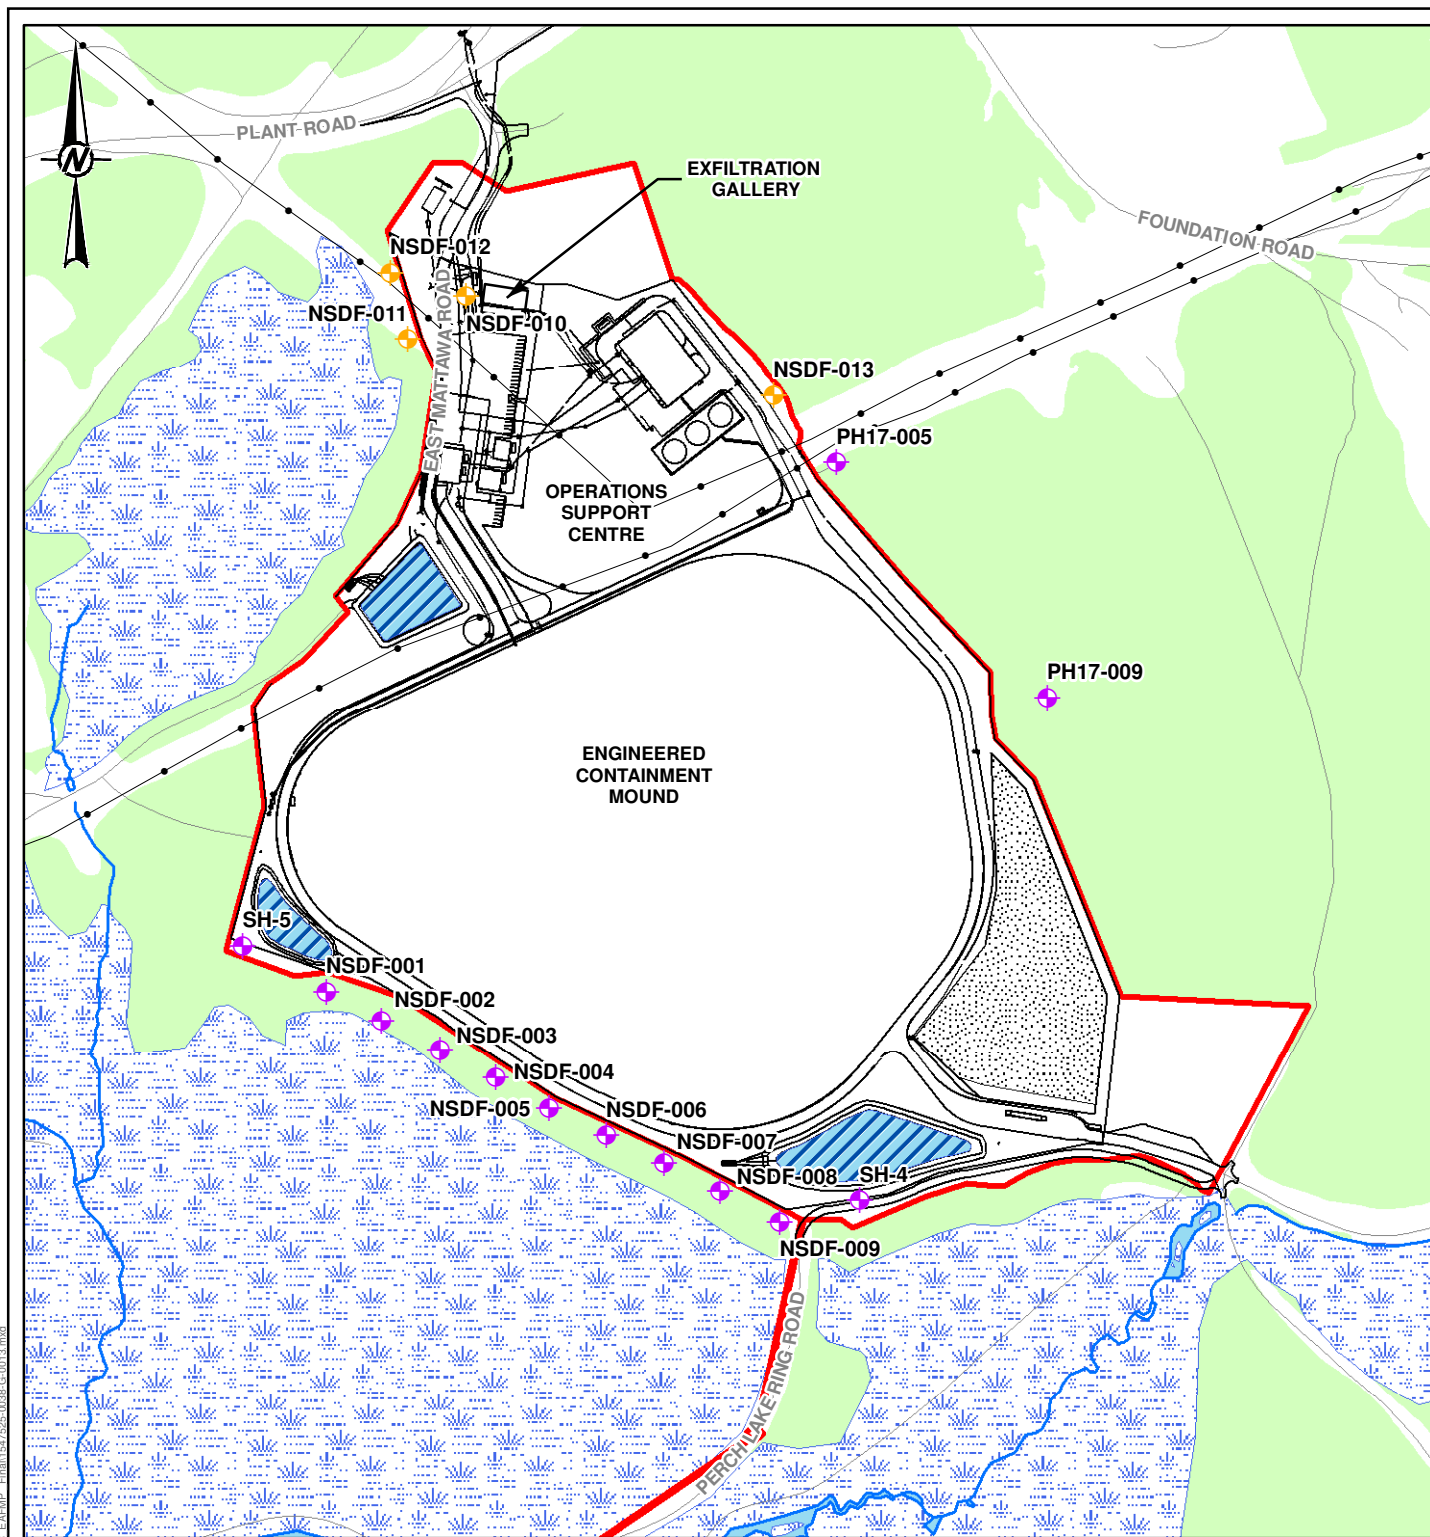 PLANT ROAD
N
EXFILTRATION
GALLERY
FOUNDATION ROAD
NSDF-012
NSDF-011
NSDF-010
EAST MATTAWA ROAD
NSDF-013
PH17-005
OPERATIONS
SUPPORT
CENTRE
PH17-009
ENGINEERED
CONTAINMENT
MOUND
SH-5
NSDF-001
NSDF-002
NSDF-003
NSDF-004
NSDF-005
NSDF-006
NSDF-007
NSDF-008
SH-4
NSDF-009
PERCH LAKE RING ROAD